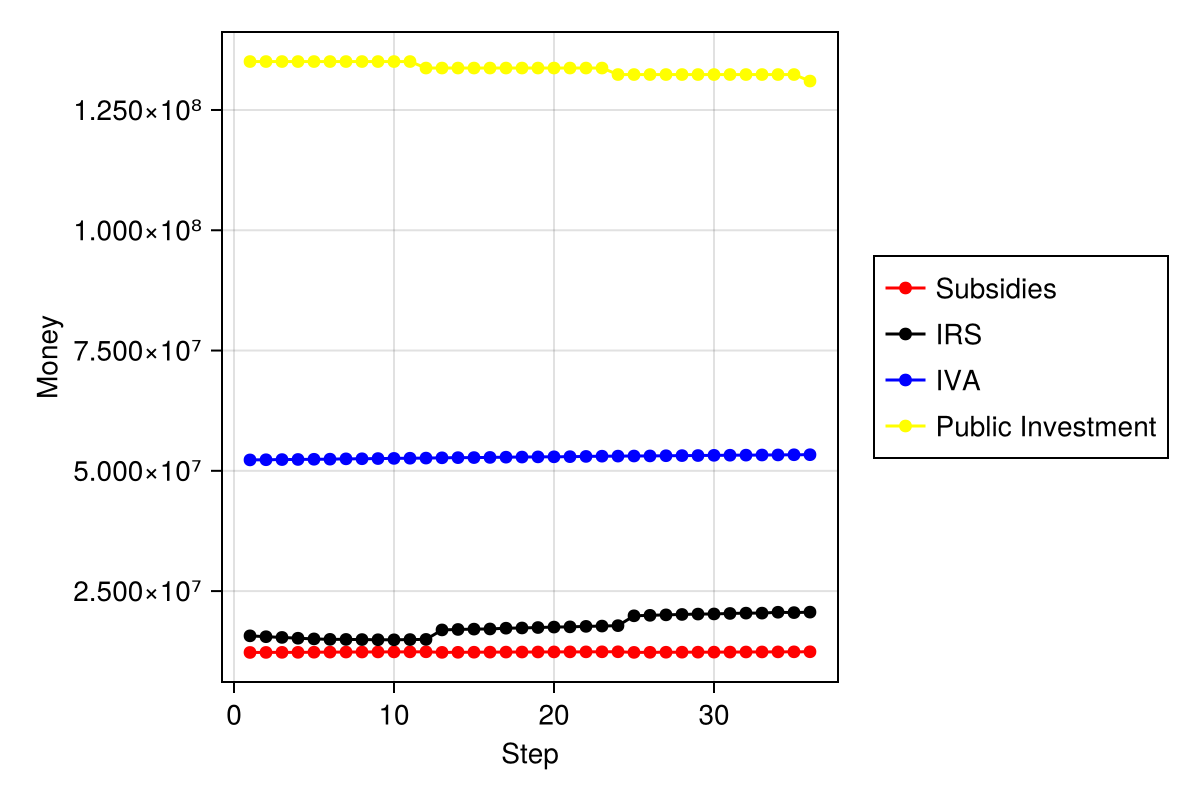 1.250×10⁸
1.000×10⁸
7.500×10⁷
5.000×10⁷
2.500×10⁷
Money
0 10 20 30
Step
Subsidies
IRS
IVA
Public Investment